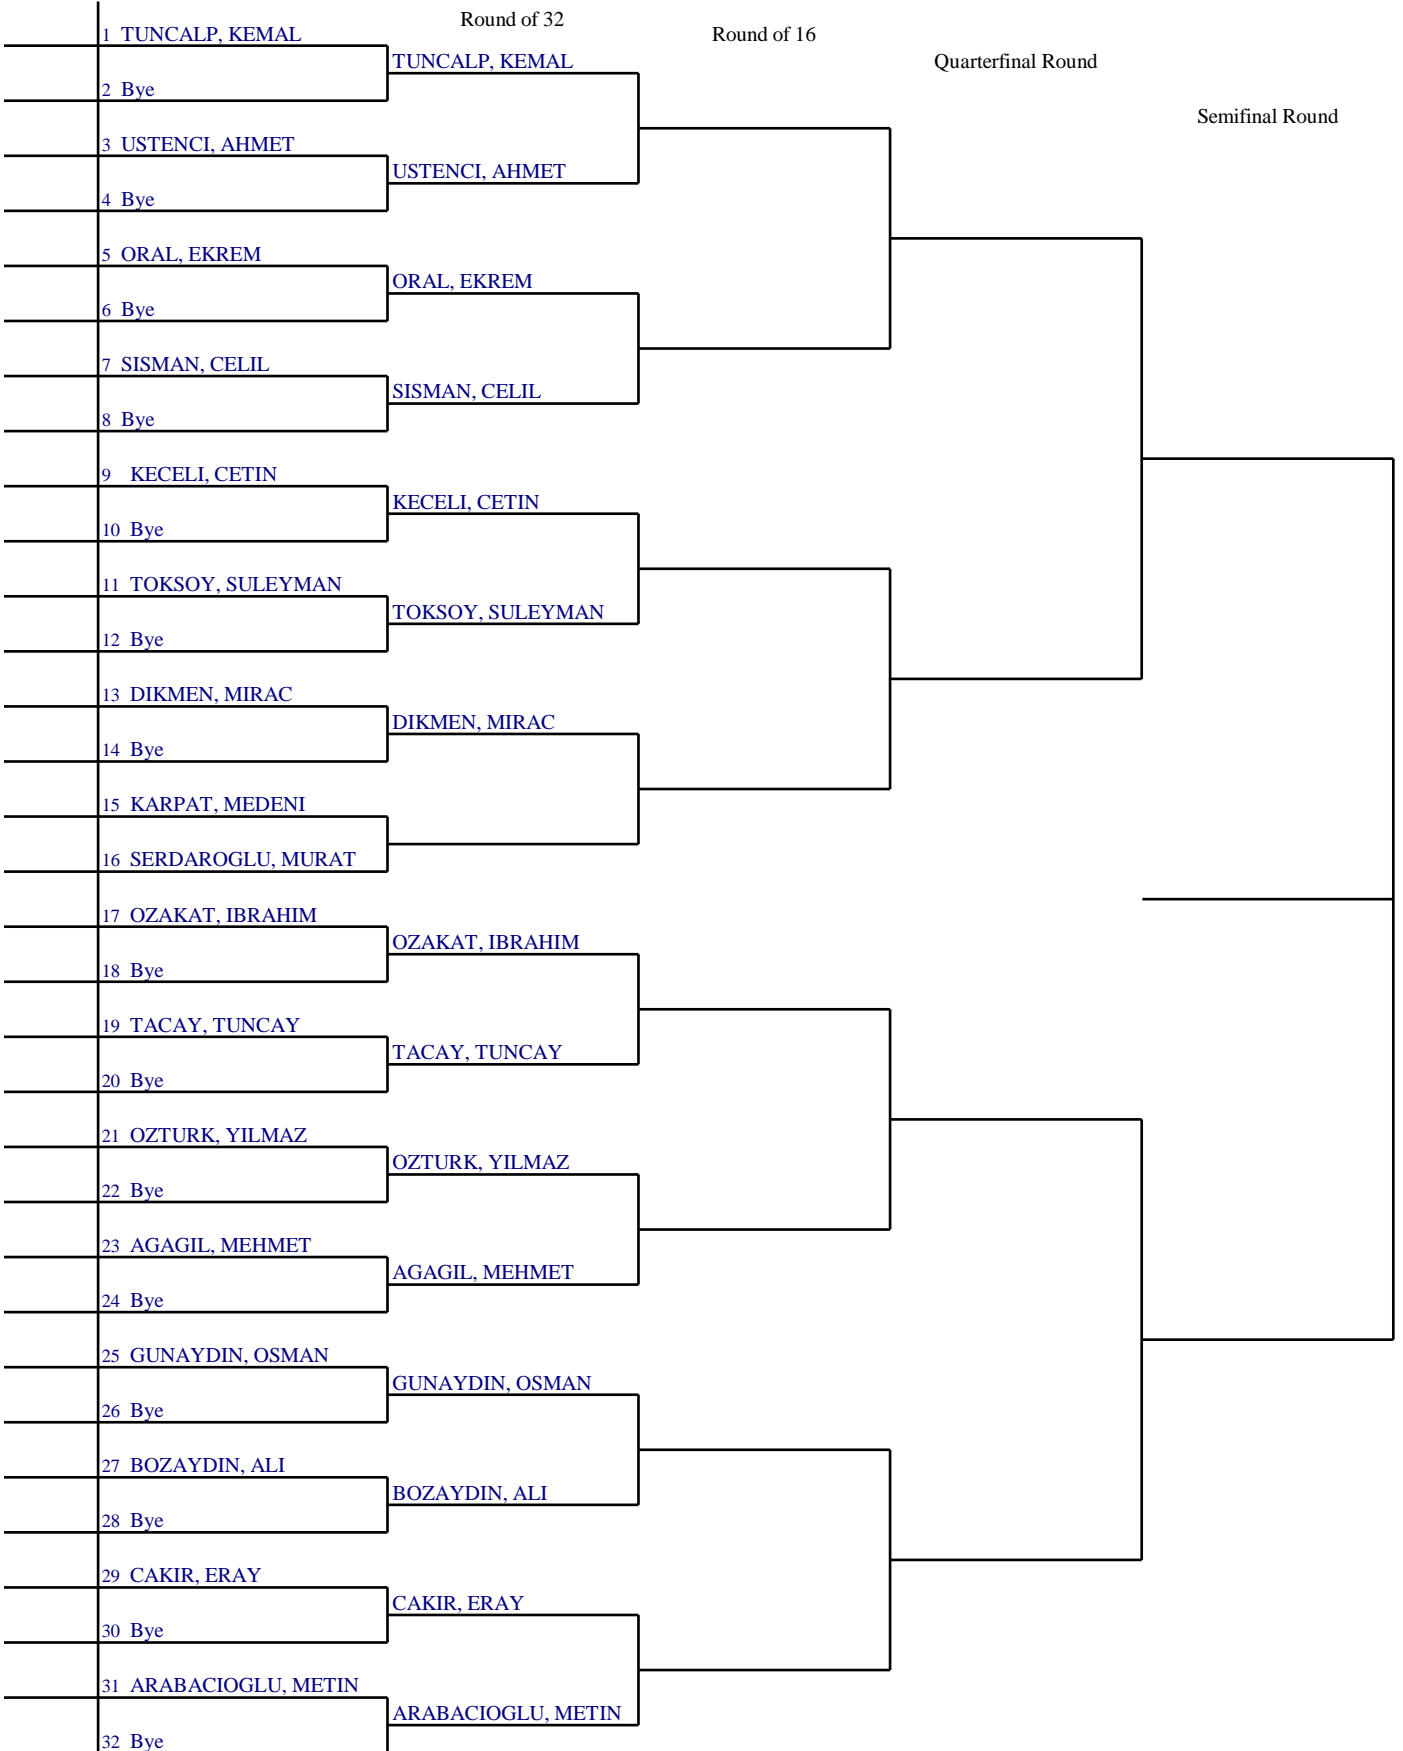 Round of 32
Round of 16
Quarterfinal Round
Semifinal Round
1 TUNCALP, KEMAL
TUNCALP, KEMAL
2 Bye
3 USTENCI, AHMET
USTENCI, AHMET
4 Bye
5 ORAL, EKREM
ORAL, EKREM
6 Bye
7 SISMAN, CELIL
SISMAN, CELIL
8 Bye
9 KECELI, CETIN
KECELI, CETIN
10 Bye
11 TOKSOY, SULEYMAN
TOKSOY, SULEYMAN
12 Bye
13 DIKMEN, MIRAC
DIKMEN, MIRAC
14 Bye
15 KARPAT, MEDENI
16 SERDAROGLU, MURAT
17 OZAKAT, IBRAHIM
OZAKAT, IBRAHIM
18 Bye
19 TACAY, TUNCAY
TACAY, TUNCAY
20 Bye
21 OZTURK, YILMAZ
OZTURK, YILMAZ
22 Bye
23 AGAGIL, MEHMET
AGAGIL, MEHMET
24 Bye
25 GUNAYDIN, OSMAN
GUNAYDIN, OSMAN
26 Bye
27 BOZAYDIN, ALI
BOZAYDIN, ALI
28 Bye
29 CAKIR, ERAY
CAKIR, ERAY
30 Bye
31 ARABACIOGLU, METIN
ARABACIOGLU, METIN
32 Bye